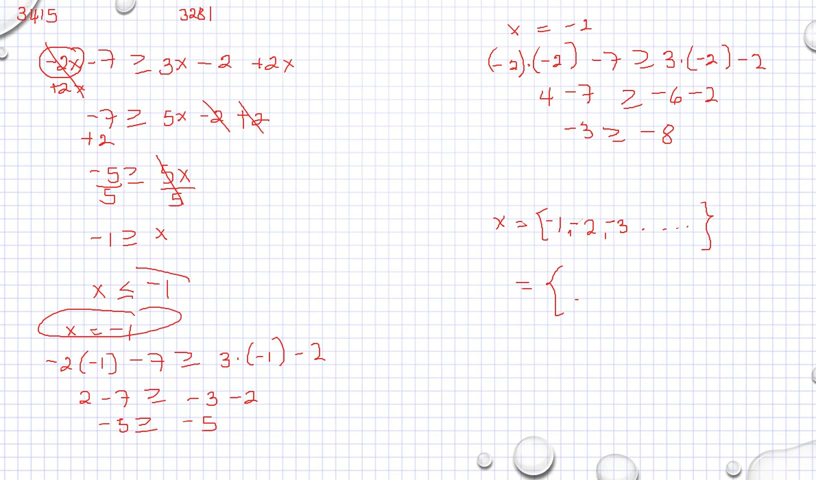 3415 3281
-2x - 7 ≥ 3x - 2 + 2x
+2x
-7 ≥ 5x - 2 + 2
+2
-5/5 ≥ 5x/5
-1 ≥ x
x ≤ -1
x = -1
-2(-1) - 7 ≥ 3·(-1) - 2
2 - 7 ≥ -3 - 2
-5 ≥ -5
x = -1
(-2)·(-2) - 7 ≥ 3·(-2) - 2
4 - 7 ≥ -6 - 2
-3 ≥ -8
x = {-1, -2, -3 . . . . . }
= {